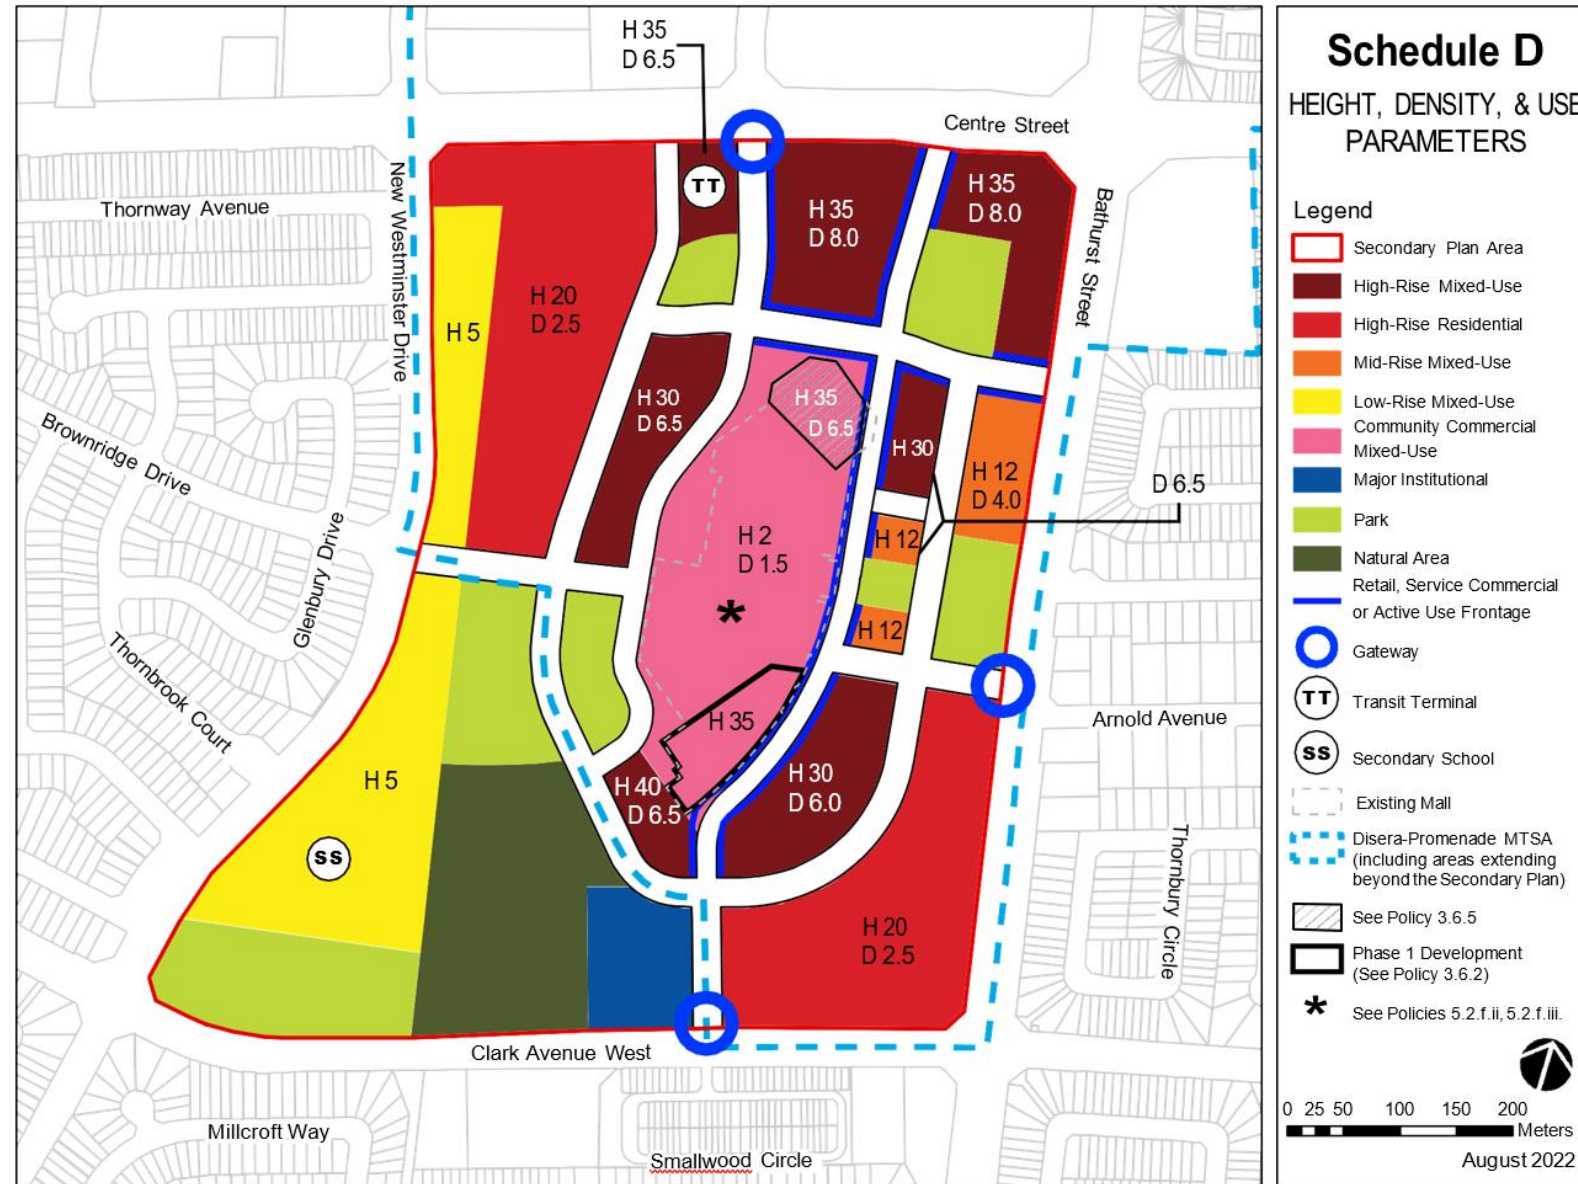 H 35
D 6.5
Centre Street
New Westminster Drive
Thornway Avenue
TT
H 35
D 8.0
H 35
D 8.0
Bathurst Street
H 20
D 2.5
H 5
H 30
D 6.5
H 35
D 6.5
H 30
Brownridge Drive
H 12
D 4.0
D 6.5
Glenbury Drive
H 2
D 1.5
*
H 12
H 12
Thornbrook Court
H 35
Arnold Avenue
H 5
H 40
D 6.5
H 30
D 6.0
SS
Thornbury Circle
H 20
D 2.5
Clark Avenue West
Millcroft Way
Smallwood Circle
Schedule D
HEIGHT, DENSITY, & USE
PARAMETERS
Legend
Secondary Plan Area
High-Rise Mixed-Use
High-Rise Residential
Mid-Rise Mixed-Use
Low-Rise Mixed-Use
Community Commercial
Mixed-Use
Major Institutional
Park
Natural Area
Retail, Service Commercial
or Active Use Frontage
Gateway
TT
Transit Terminal
SS
Secondary School
Existing Mall
Disera-Promenade MTSA
(including areas extending
beyond the Secondary Plan)
See Policy 3.6.5
Phase 1 Development
(See Policy 3.6.2)
* See Policies 5.2.f.ii, 5.2.f.iii.
0 25 50 100 150 200
Meters
August 2022